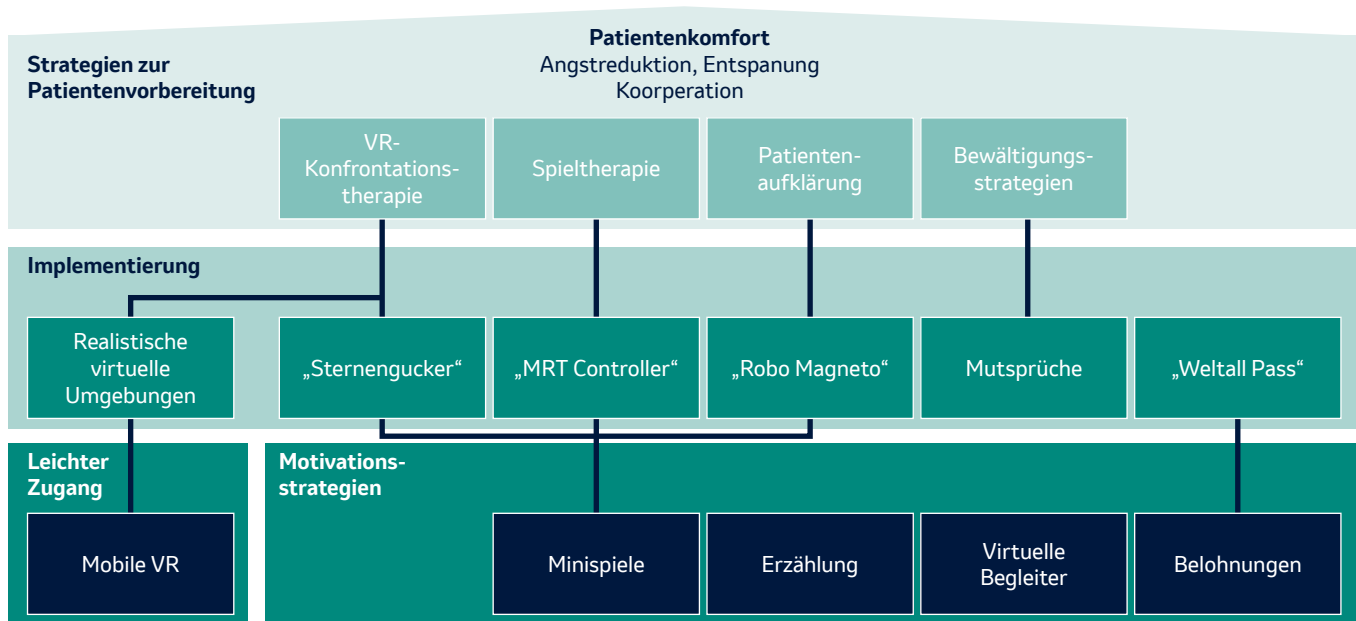 Patientenkomfort
Angstreduktion, Entspanung
Koorperation
Strategien zur
Patientenvorbereitung
VR-
Konfrontations-
therapie
Spieltherapie
Patienten-
aufklärung
Bewältigungs-
strategien
Implementierung
Realistische
virtuelle
Umgebungen
„Sternengucker“
„MRT Controller“
„Robo Magneto“
Mutsprüche
„Weltall Pass“
Leichter
Zugang
Motivations-
strategien
Mobile VR
Minispiele
Erzählung
Virtuelle
Begleiter
Belohnungen